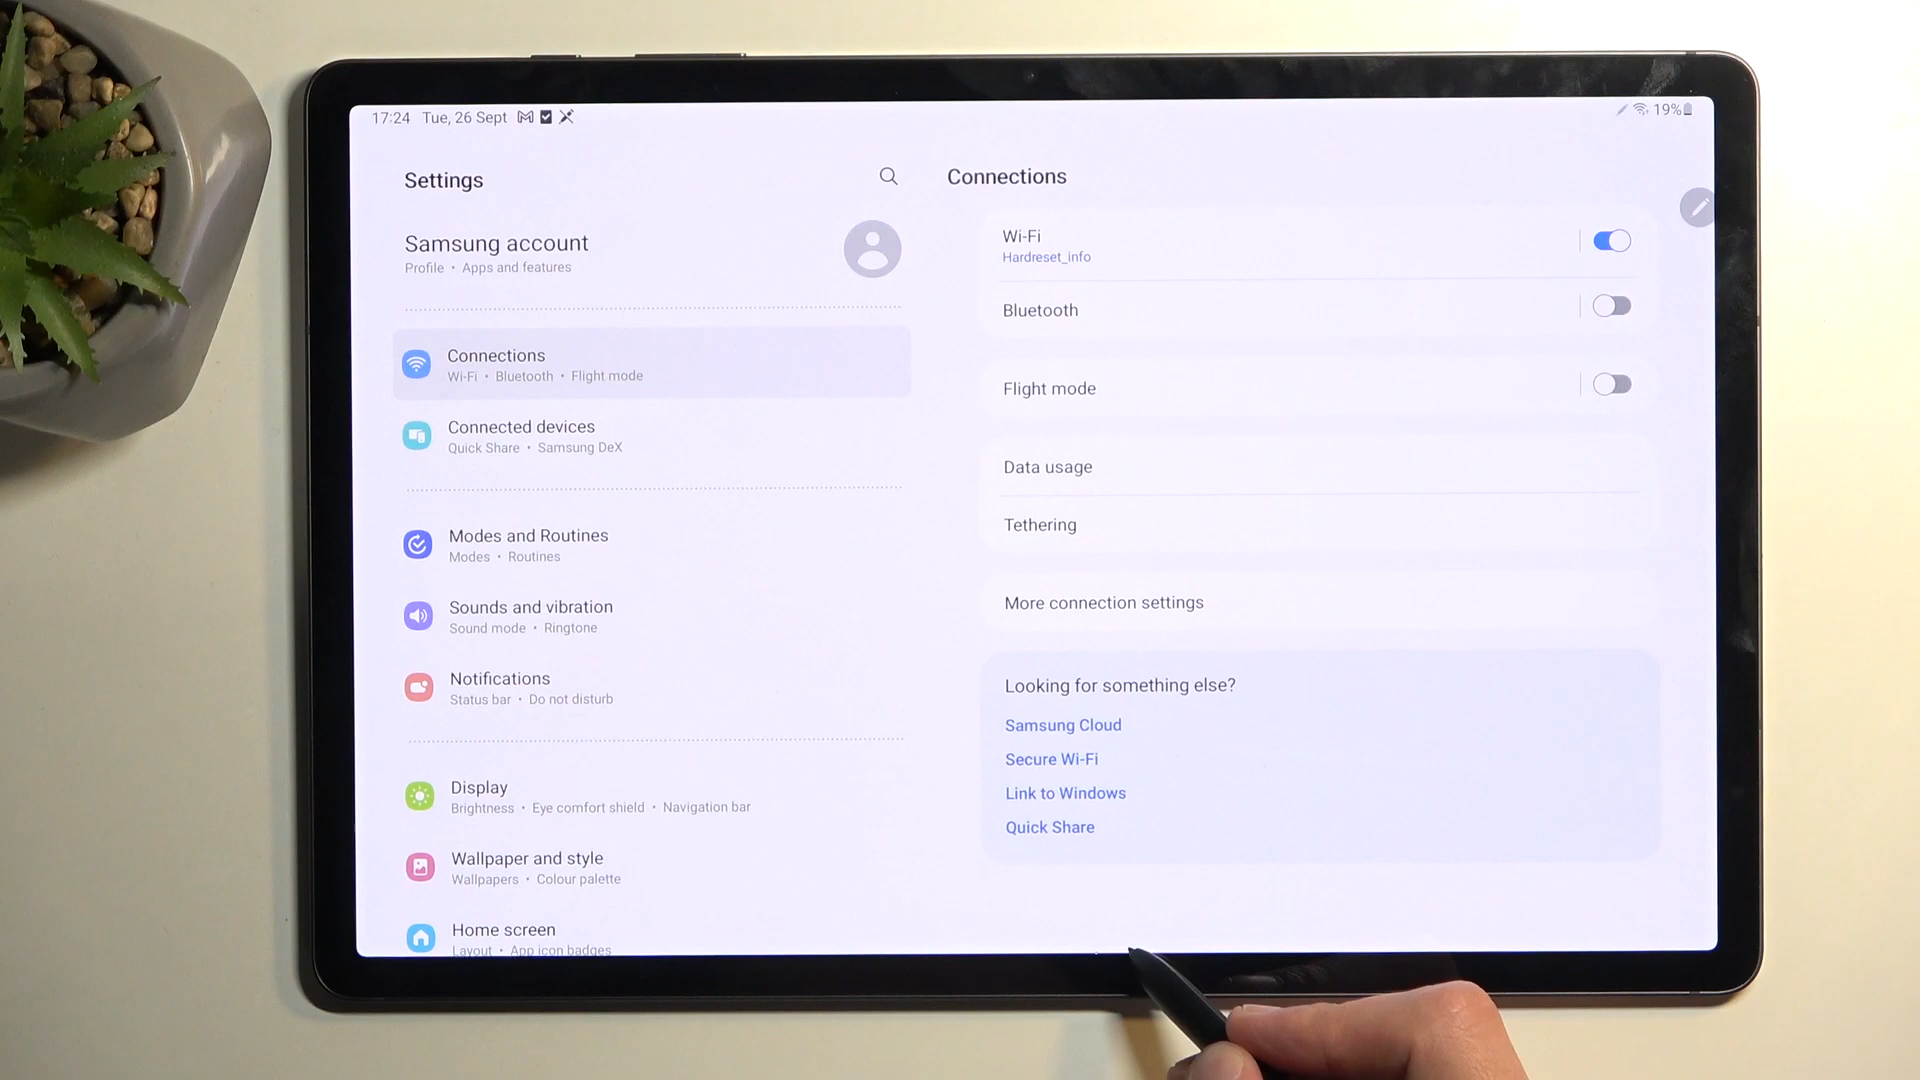 17:24 Tue, 26 Sept
19%
Settings
Samsung account
Profile • Apps and features
Connections
Wi-Fi • Bluetooth • Flight mode
Connected devices
Quick Share • Samsung DeX
Modes and Routines
Modes • Routines
Sounds and vibration
Sound mode • Ringtone
Notifications
Status bar • Do not disturb
Display
Brightness • Eye comfort shield • Navigation bar
Wallpaper and style
Wallpapers • Colour palette
Home screen
Layout • App icon badges
Connections
Wi-Fi
Hardreset_info
Bluetooth
Flight mode
Data usage
Tethering
More connection settings
Looking for something else?
Samsung Cloud
Secure Wi-Fi
Link to Windows
Quick Share